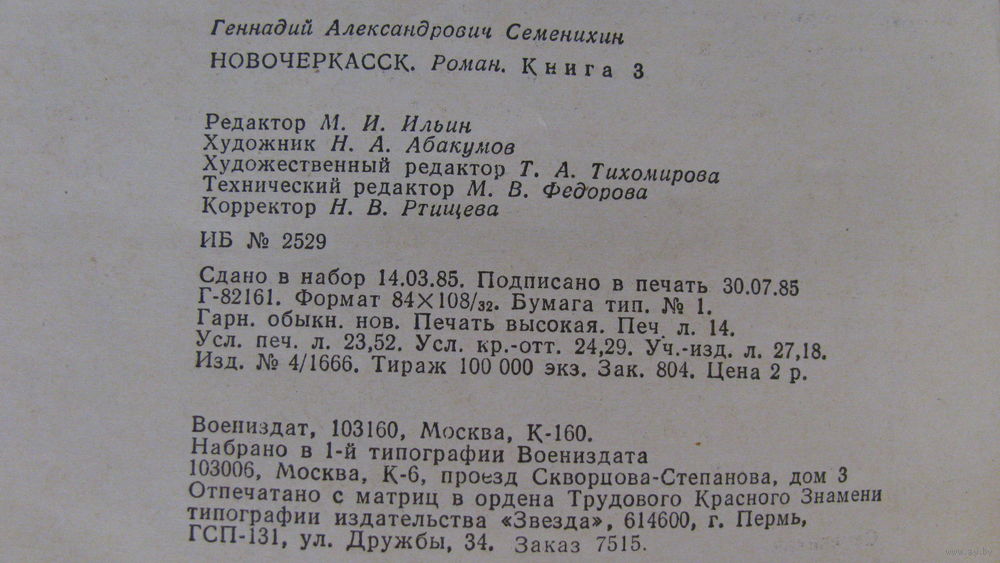 Геннадий Александрович Семенихин
НОВОЧЕРКАССК. Роман. Книга 3
Редактор М. И. Ильин
Художник Н. А. Абакумов
Художественный редактор Т. А. Тихомирова
Технический редактор М. В. Федорова
Корректор Н. В. Ртищева
ИБ № 2529
Сдано в набор 14.03.85. Подписано в печать 30.07.85
Г-82161. Формат 84×108/32. Бумага тип. № 1.
Гарн. обыкн. нов. Печать высокая. Печ. л. 14.
Усл. печ. л. 23,52. Усл. кр.-отт. 24,29. Уч.-изд. л. 27,18.
Изд. № 4/1666. Тираж 100 000 экз. Зак. 804. Цена 2 р.
Воениздат, 103160, Москва, К-160.
Набрано в 1-й типографии Воениздата
103006, Москва, К-6, проезд Скворцова-Степанова, дом 3
Отпечатано с матриц в ордена Трудового Красного Знамени
типографии издательства «Звезда», 614600, г. Пермь,
ГСП-131, ул. Дружбы, 34. Заказ 7515.
www.ay.by